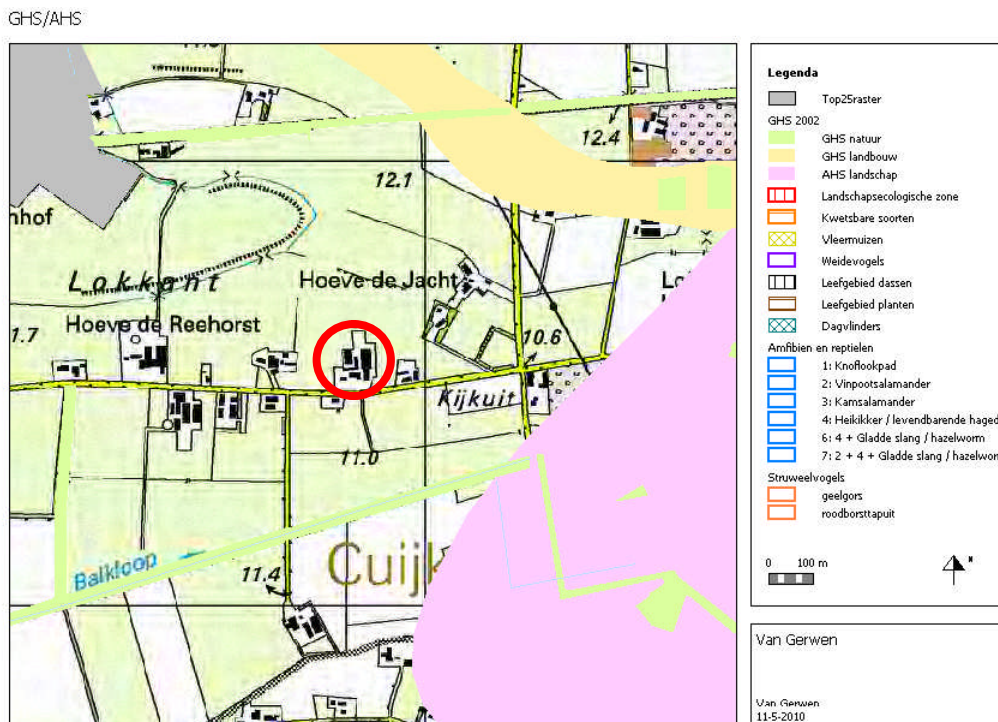 GHS/AHS
12.4
12.1
nhof
Lokkant
Hoeve de Jacht
Lo
1.7
Hoeve de Reehorst
10.6
Kijkuit
11.0
Balkloop
Cuijk
11.4
Legenda
Top25raster
GHS 2002
GHS natuur
GHS landbouw
AHS landschap
Landschapsecologische zone
Kwetsbare soorten
Vleermuizen
Weidevogels
Leefgebied dassen
Leefgebied planten
Dagvlinders
Amfibien en reptielen
1: Knoflookpad
2: Vinpootsalamander
3: Kamsalamander
4: Heikikker / levendbarende haged
6: 4 + Gladde slang / hazelworm
7: 2 + 4 + Gladde slang / hazelworm
Struweelvogels
geelgors
roodborsttapuit
0 100 m
Van Gerwen
Van Gerwen
11-5-2010